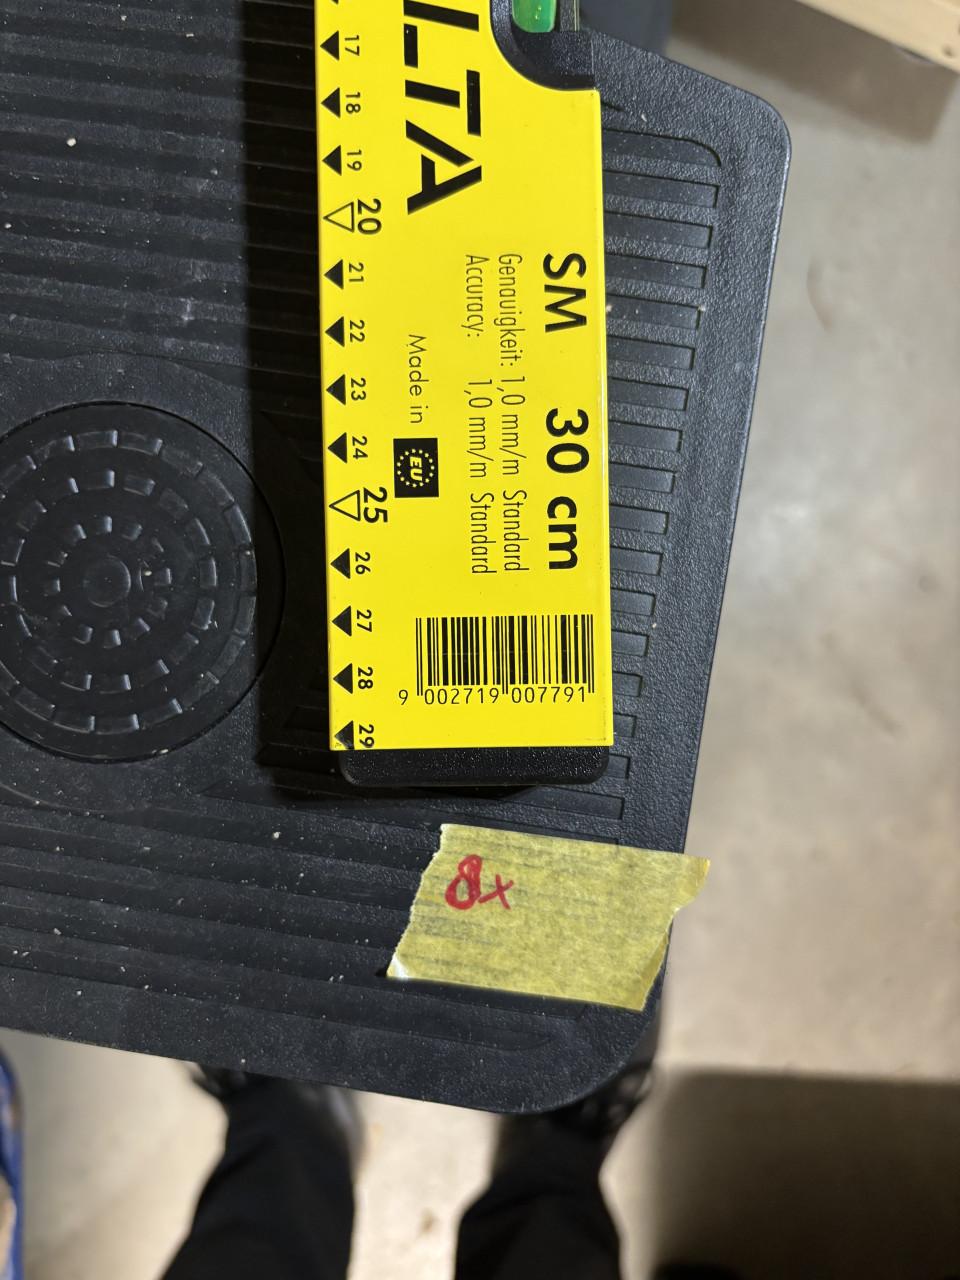 LTA
SM 30 cm
Genauigkeit: 1,0 mm/m Standard
Accuracy: 1,0 mm/m Standard
Made in EU
17 18 19 20 21 22 23 24 25 26 27 28 29
9 002719 007791
8x